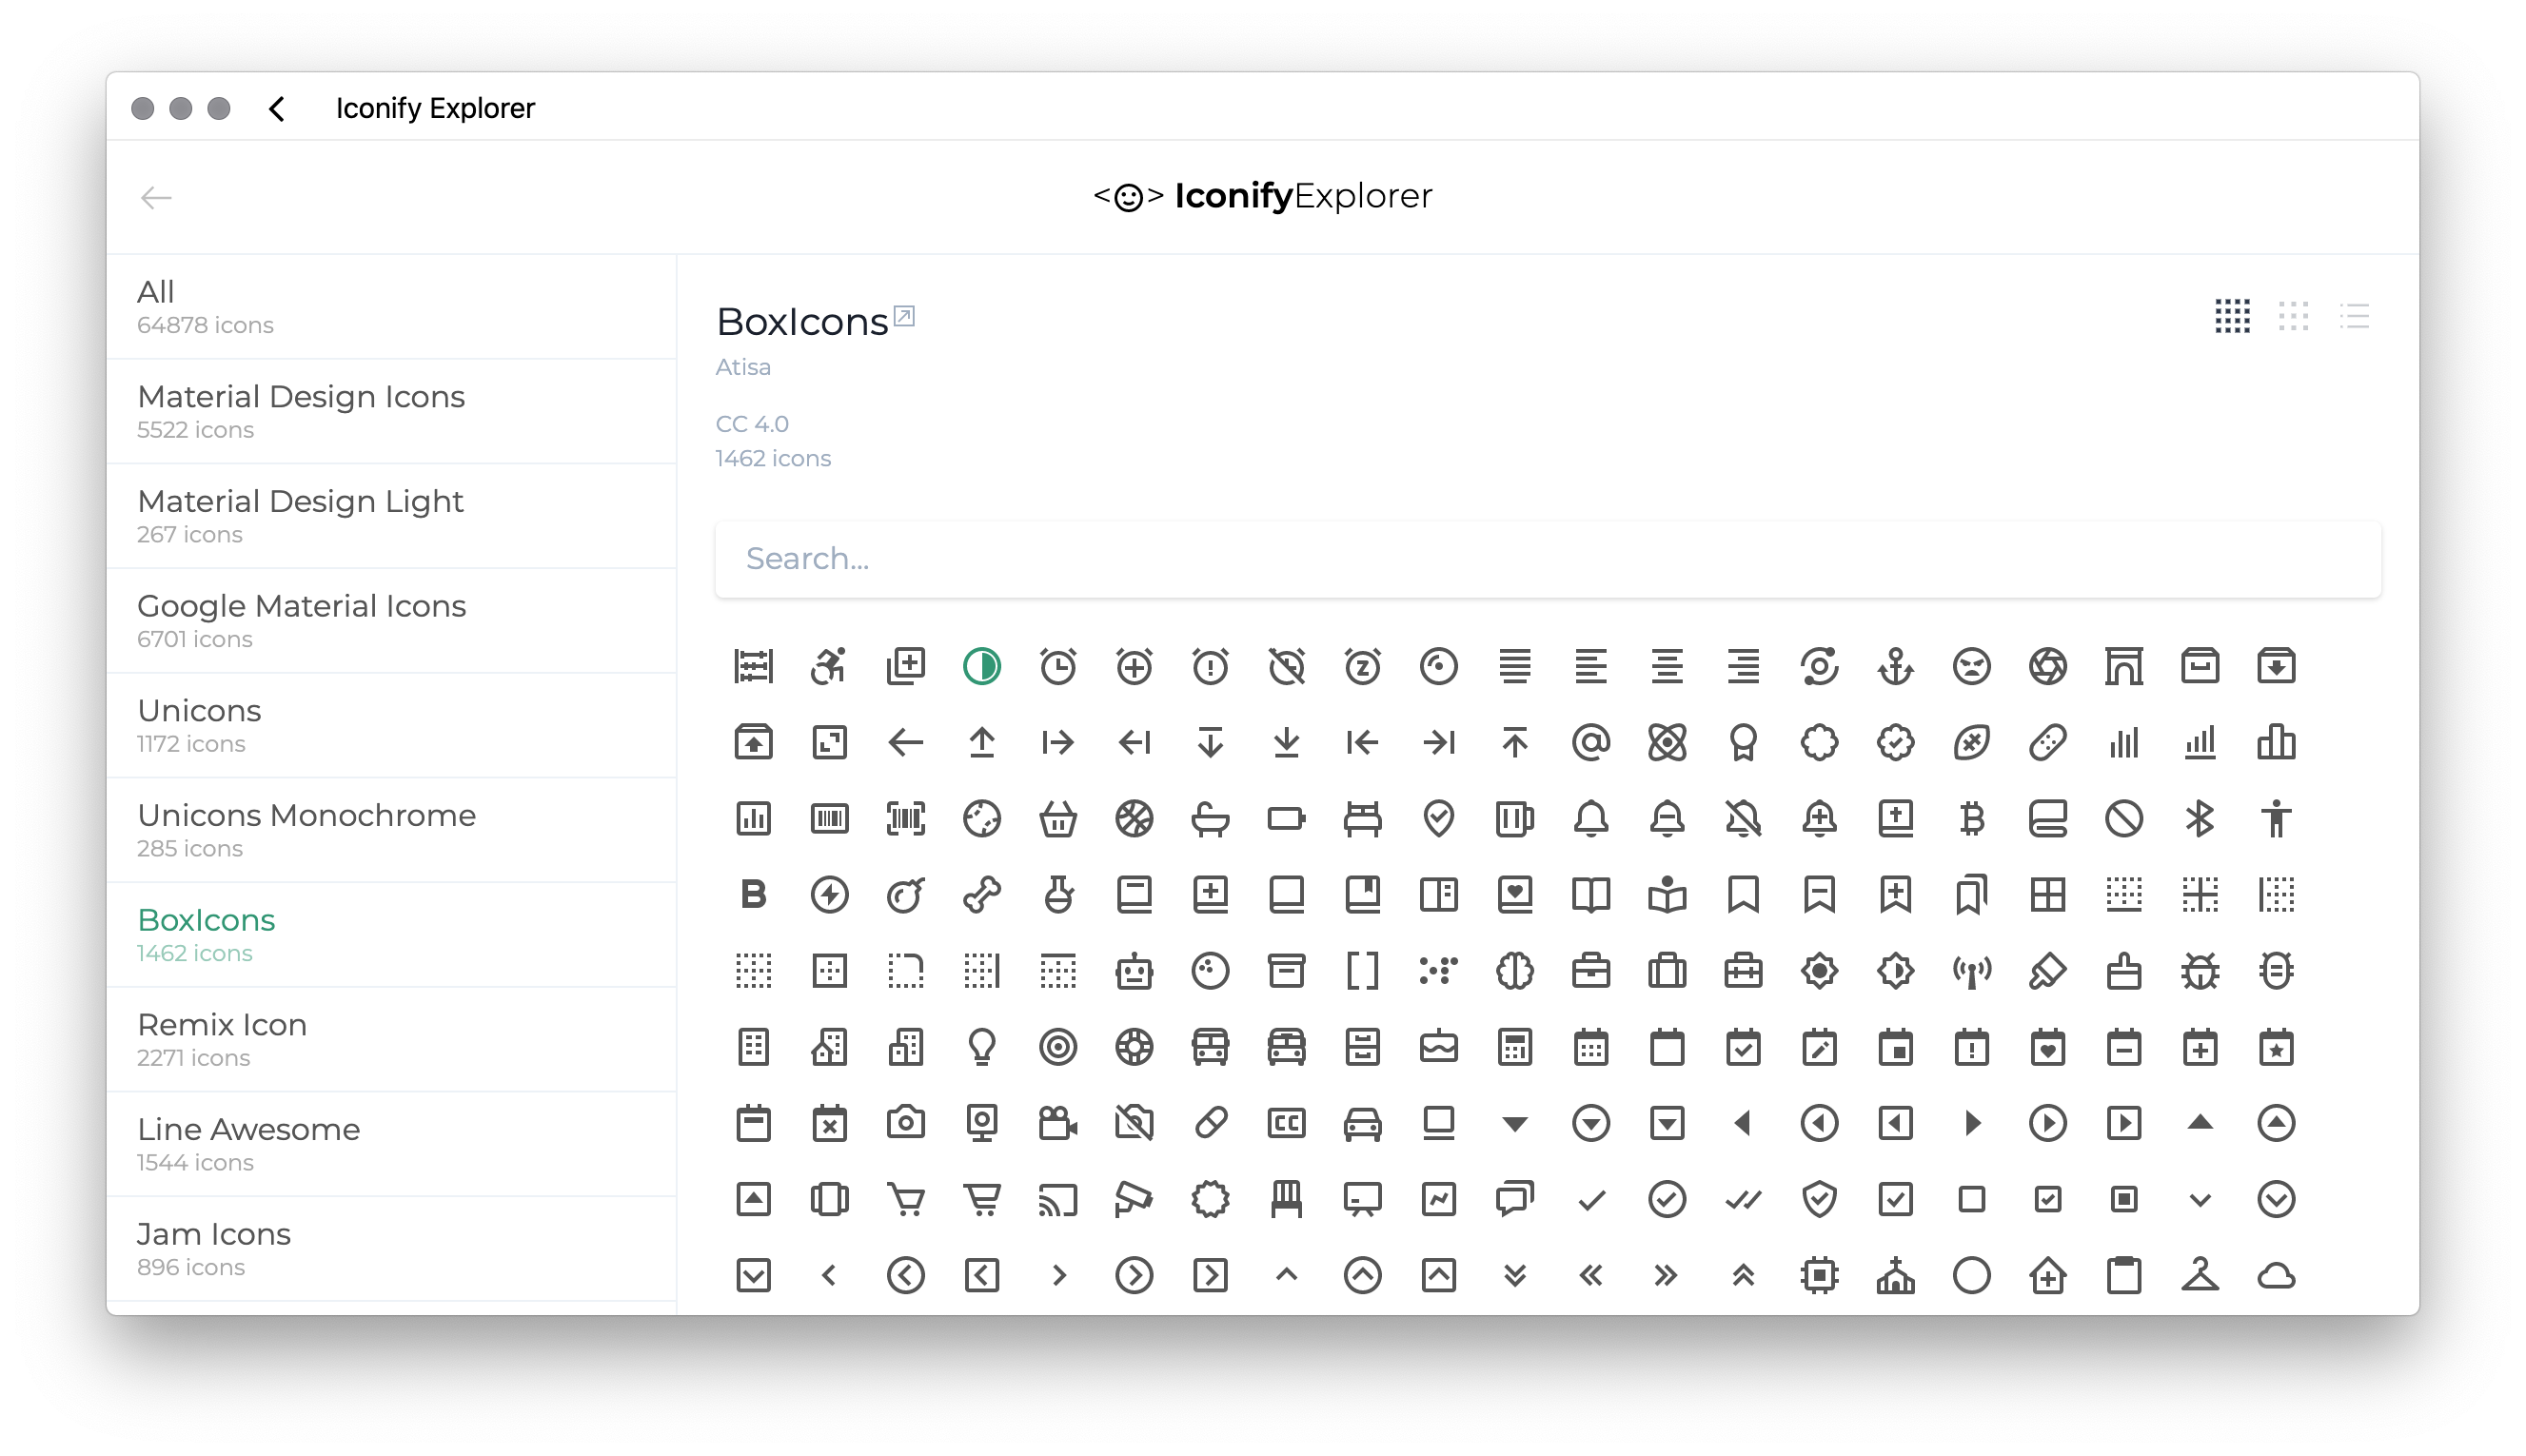 Iconify Explorer
<☺> IconifyExplorer
All
64878 icons
Material Design Icons
5522 icons
Material Design Light
267 icons
Google Material Icons
6701 icons
Unicons
1172 icons
Unicons Monochrome
285 icons
BoxIcons
1462 icons
Remix Icon
2271 icons
Line Awesome
1544 icons
Jam Icons
896 icons
BoxIcons
Atisa
CC 4.0
1462 icons
Search...